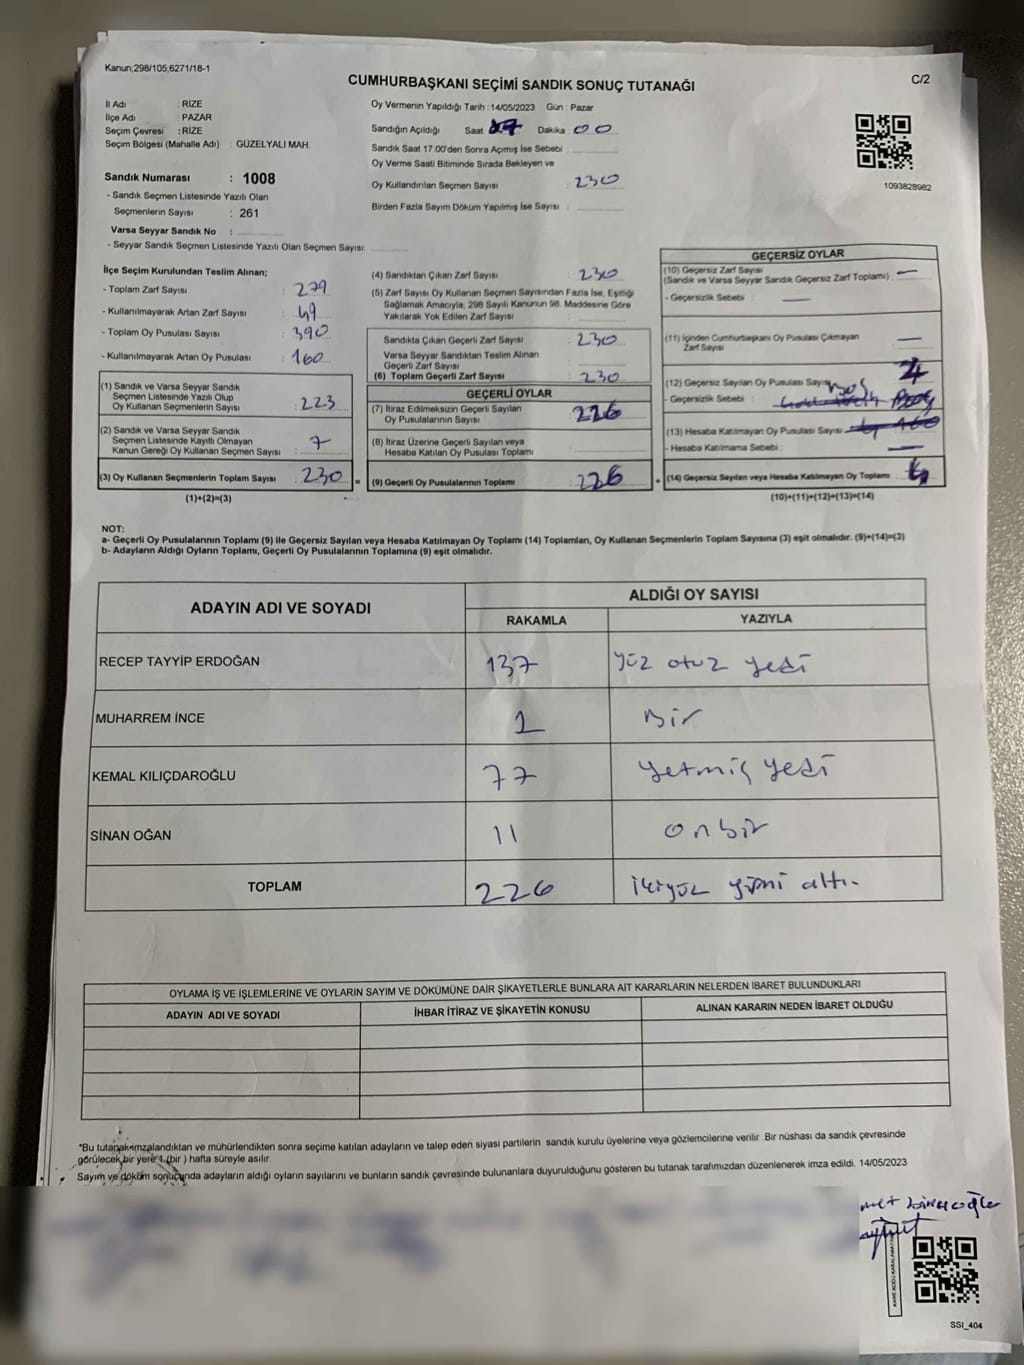 Kanun,298/105,6271/18-1
CUMHURBAŞKANI SEÇİMİ SANDIK SONUÇ TUTANAĞI
C/2
İl Adı : RİZE
İlçe Adı : PAZAR
Seçim Çevresi : RİZE
Seçim Bölgesi (Mahalle Adı) : GÜZELYALI MAH.
Oy Vermenin Yapıldığı Tarih : 14/05/2023 Gün : Pazar
Sandığın Açıldığı Saat 17 Dakika : 00
Sandık Saat 17:00'den Sonra Açımış İse Sebebi
Oy Verme Saati Bitiminde Sırada Bekleyen ve
Oy Kullandırılan Seçmen Sayısı : 230
Birden Fazla Sayım Döküm Yapılmış İse Sayısı :
1093828982
Sandık Numarası : 1008
- Sandık Seçmen Listesinde Yazılı Olan
Seçmenlerin Sayısı : 261
Varsa Seyyar Sandık No :
- Seyyar Sandık Seçmen Listesinde Yazılı Olan Seçmen Sayısı:
İlçe Seçim Kurulundan Teslim Alınan;
- Toplam Zarf Sayısı : 279
- Kullanılmayarak Artan Zarf Sayısı : 49
- Toplam Oy Pusulası Sayısı : 390
- Kullanılmayarak Artan Oy Pusulası : 160
(1) Sandık ve Varsa Seyyar Sandık
Seçmen Listesinde Yazılı Olup
Oy Kullanan Seçmenlerin Sayısı : 223
(2) Sandık ve Varsa Seyyar Sandık
Seçmen Listesinde Kayıtlı Olmayan
Kanun Gereği Oy Kullanan Seçmen Sayısı : 7
(3) Oy Kullanan Seçmenlerin Toplam Sayısı : 230 =
(1)+(2)=(3)
(4) Sandıktan Çıkan Zarf Sayısı : 230
(5) Zarf Sayısı Oy Kullanan Seçmen Sayısından Fazla İse, Eşitliği
Sağlamak Amacıyla, 298 Sayılı Kanunun 98. Maddesine Göre
Yakılarak Yok Edilen Zarf Sayısı :
Sandıkta Çıkan Geçerli Zarf Sayısı : 230
Varsa Seyyar Sandıktan Teslim Alınan
Geçerli Zarf Sayısı :
(6) Toplam Geçerli Zarf Sayısı : 230
GEÇERLİ OYLAR
(7) İtiraz Edilmeksizin Geçerli Sayılan
Oy Pusulalarının Sayısı : 226
(8) İtiraz Üzerine Geçerli Sayılan veya
Hesaba Katılan Oy Pusulası Toplamı :
(9) Geçerli Oy Pusulalarının Toplamı : 226 +
GEÇERSİZ OYLAR
(10) Geçersiz Zarf Sayısı
(Sandık ve Varsa Seyyar Sandık Geçersiz Zarf Toplamı) : —
- Geçersizlik Sebebi : —
(11) İçinden Cumhurbaşkanı Oy Pusulası Çıkmayan
Zarf Sayısı : —
(12) Geçersiz Sayılan Oy Pusulası Sayısı 4
- Geçersizlik Sebebi : Boş
(13) Hesaba Katılmayan Oy Pusulası Sayısı
- Hesaba Katılmama Sebebi : —
(14) Geçersiz Sayılan veya Hesaba Katılmayan Oy Toplamı : 4
(10)+(11)+(12)+(13)=(14)
NOT:
a- Geçerli Oy Pusulalarının Toplamı (9) ile Geçersiz Sayılan veya Hesaba Katılmayan Oy Toplamı (14) Toplamları, Oy Kullanan Seçmenlerin Toplam Sayısına (3) eşit olmalıdır. (9)+(14)=(3)
b- Adayların Aldığı Oyların Toplamı, Geçerli Oy Pusulalarının Toplamına (9) eşit olmalıdır.
ADAYIN ADI VE SOYADI ALDIĞI OY SAYISI
RAKAMLA YAZIYLA
RECEP TAYYİP ERDOĞAN 137 yüz otuz yedi
MUHARREM İNCE 1 Bir
KEMAL KILIÇDAROĞLU 77 yetmiş yedi
SİNAN OĞAN 11 onbir
TOPLAM 226 ikiyüz yirmi altı.
OYLAMA İŞ VE İŞLEMLERİNE VE OYLARIN SAYIM VE DÖKÜMÜNE DAİR ŞİKAYETLERLE BUNLARA AİT KARARLARIN NELERDEN İBARET BULUNDUKLARI
ADAYIN ADI VE SOYADI İHBAR İTİRAZ VE ŞİKAYETİN KONUSU ALINAN KARARIN NEDEN İBARET OLDUĞU
*Bu tutanak imzalandıktan ve mühürlendikten sonra seçime katılan adayların ve talep eden siyasi partilerin sandık kurulu üyelerine veya gözlemcilerine verilir. Bir nüshası da sandık çevresinde
görülecek bir yere 1 (bir) hafta süreyle asılır.
Sayım ve döküm sonucunda adayların aldığı oyların sayılarını ve bunların sandık çevresinde bulunanlara duyurulduğunu gösteren bu tutanak tarafımızdan düzenlenerek imza edildi. 14/05/2023
SSI_404